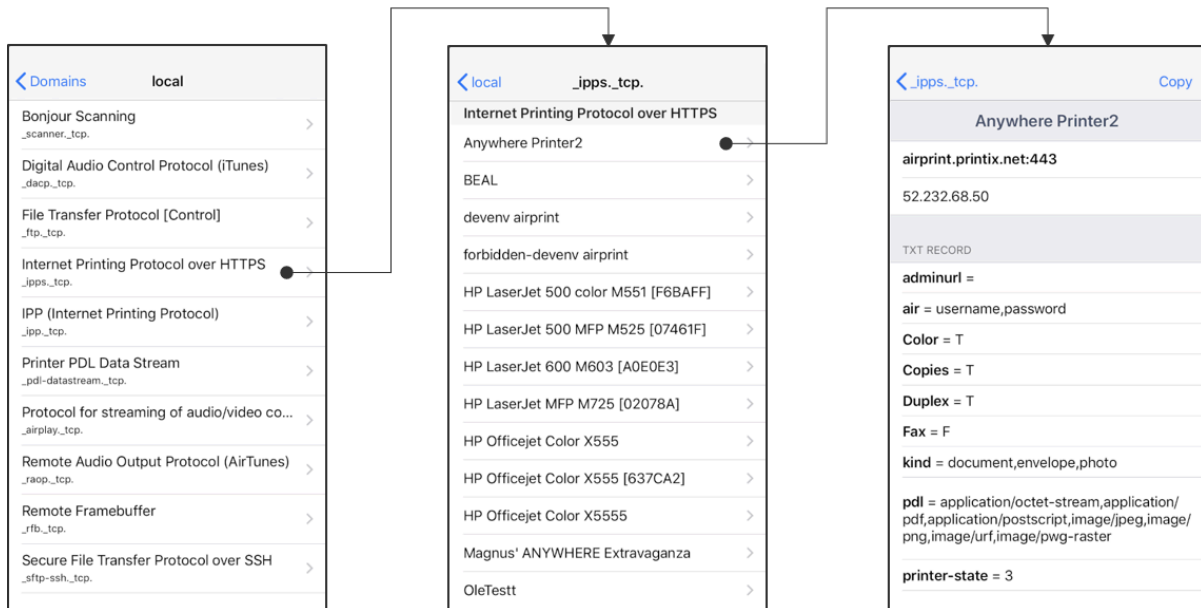 Domains
local
Bonjour Scanning
_scanner._tcp.
Digital Audio Control Protocol (iTunes)
_dacp._tcp.
File Transfer Protocol [Control]
_ftp._tcp.
Internet Printing Protocol over HTTPS
_ipps._tcp.
IPP (Internet Printing Protocol)
_ipp._tcp.
Printer PDL Data Stream
_pdl-datastream._tcp.
Protocol for streaming of audio/video co...
_airplay._tcp.
Remote Audio Output Protocol (AirTunes)
_raop._tcp.
Remote Framebuffer
_rfb._tcp.
Secure File Transfer Protocol over SSH
_sftp-ssh._tcp.
local
_ipps._tcp.
Internet Printing Protocol over HTTPS
Anywhere Printer2
BEAL
devenv airprint
forbidden-devenv airprint
HP LaserJet 500 color M551 [F6BAFF]
HP LaserJet 500 MFP M525 [07461F]
HP LaserJet 600 M603 [A0E0E3]
HP LaserJet MFP M725 [02078A]
HP Officejet Color X555
HP Officejet Color X555 [637CA2]
HP Officejet Color X5555
Magnus' ANYWHERE Extravaganza
OleTestt
_ipps._tcp.
Copy
Anywhere Printer2
airprint.printix.net:443
52.232.68.50
TXT RECORD
adminurl =
air = username,password
Color = T
Copies = T
Duplex = T
Fax = F
kind = document,envelope,photo
pdl = application/octet-stream,application/
pdf,application/postscript,image/jpeg,image/
png,image/urf,image/pwg-raster
printer-state = 3